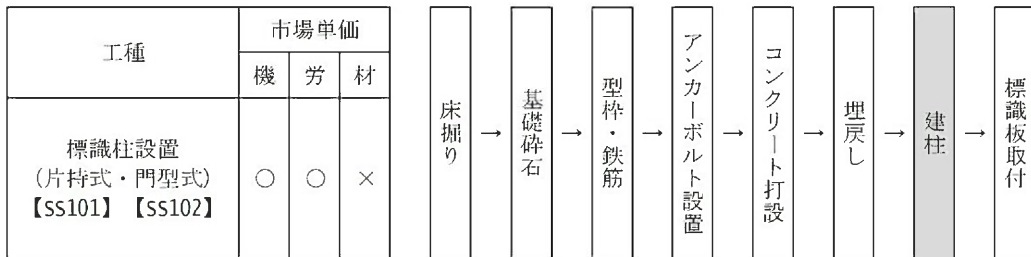 工種
市場単価
機 労 材
標識柱設置
(片持式・門型式)
【SS101】【SS102】
○ ○ ×
床掘り
→
基礎砕石
→
型枠・鉄筋
→
アンカーボルト設置
→
コンクリート打設
→
埋戻し
→
建柱
→
標識板取付